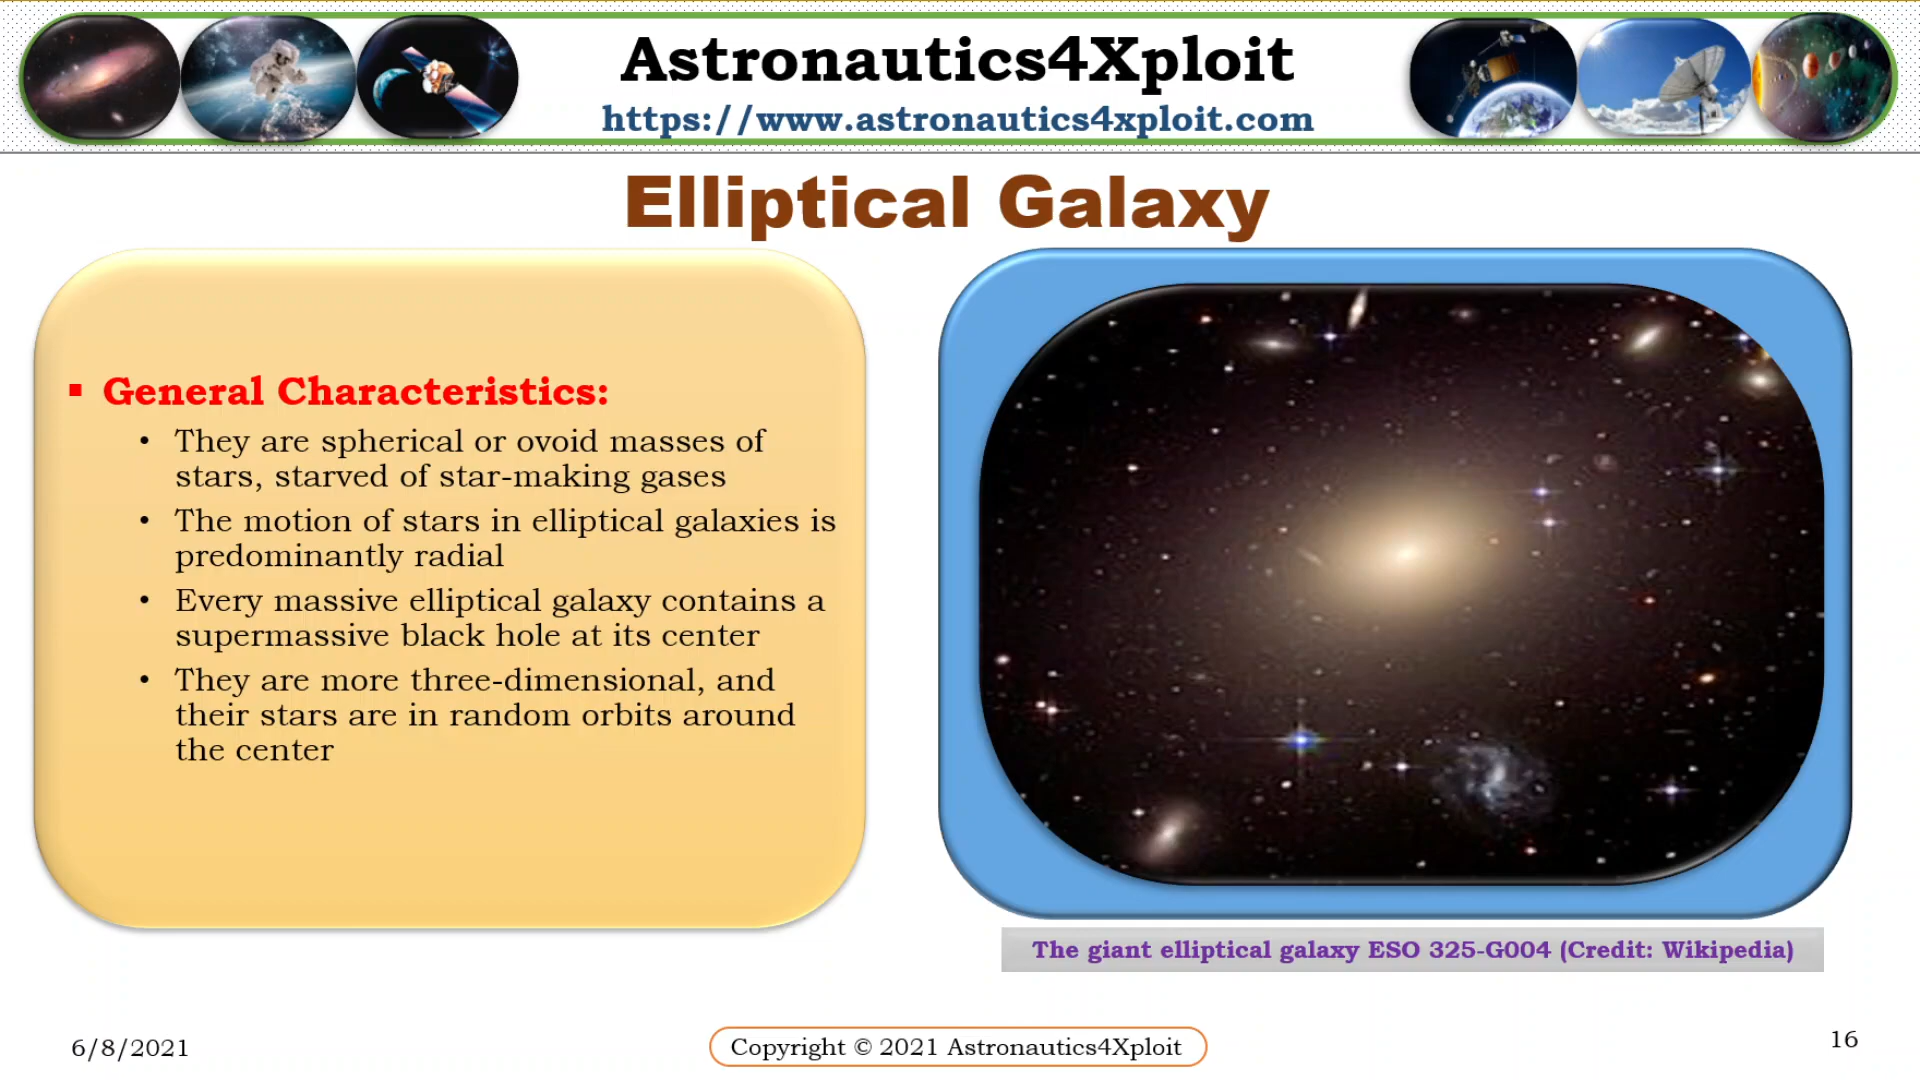 Astronautics4Xploit
https://www.astronautics4xploit.com
Elliptical Galaxy
▪ General Characteristics:
• They are spherical or ovoid masses of
stars, starved of star-making gases
• The motion of stars in elliptical galaxies is
predominantly radial
• Every massive elliptical galaxy contains a
supermassive black hole at its center
• They are more three-dimensional, and
their stars are in random orbits around
the center
The giant elliptical galaxy ESO 325-G004 (Credit: Wikipedia)
6/8/2021
Copyright © 2021 Astronautics4Xploit
16